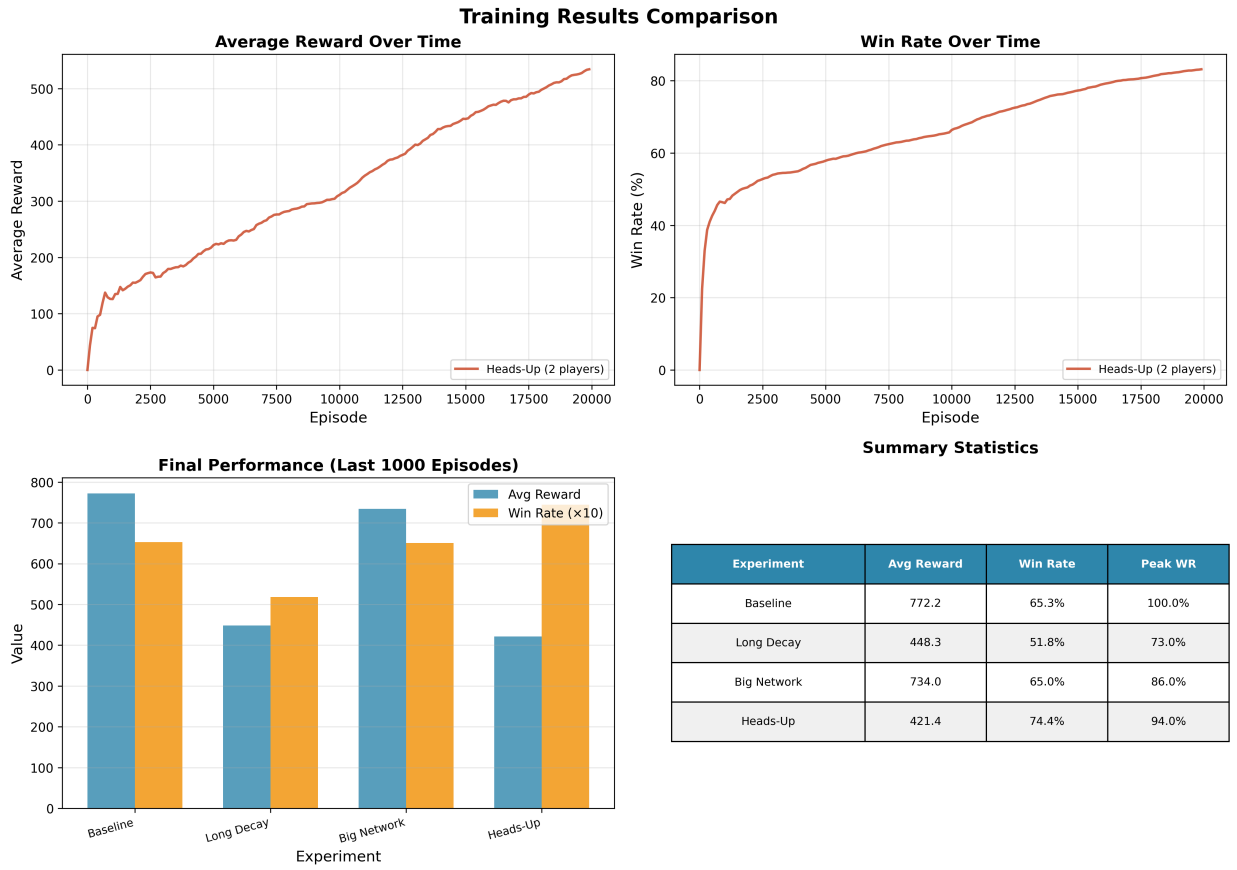 Training Results Comparison
Average Reward Over Time
Average Reward
500
400
300
200
100
0
0 2500 5000 7500 10000 12500 15000 17500 20000
Episode
Heads-Up (2 players)
Win Rate Over Time
Win Rate (%)
80
60
40
20
0
0 2500 5000 7500 10000 12500 15000 17500 20000
Episode
Heads-Up (2 players)
Final Performance (Last 1000 Episodes)
Value
800
700
600
500
400
300
200
100
0
Avg Reward
Win Rate (×10)
Baseline Long Decay Big Network Heads-Up
Experiment
Summary Statistics
Experiment Avg Reward Win Rate Peak WR
Baseline 772.2 65.3% 100.0%
Long Decay 448.3 51.8% 73.0%
Big Network 734.0 65.0% 86.0%
Heads-Up 421.4 74.4% 94.0%